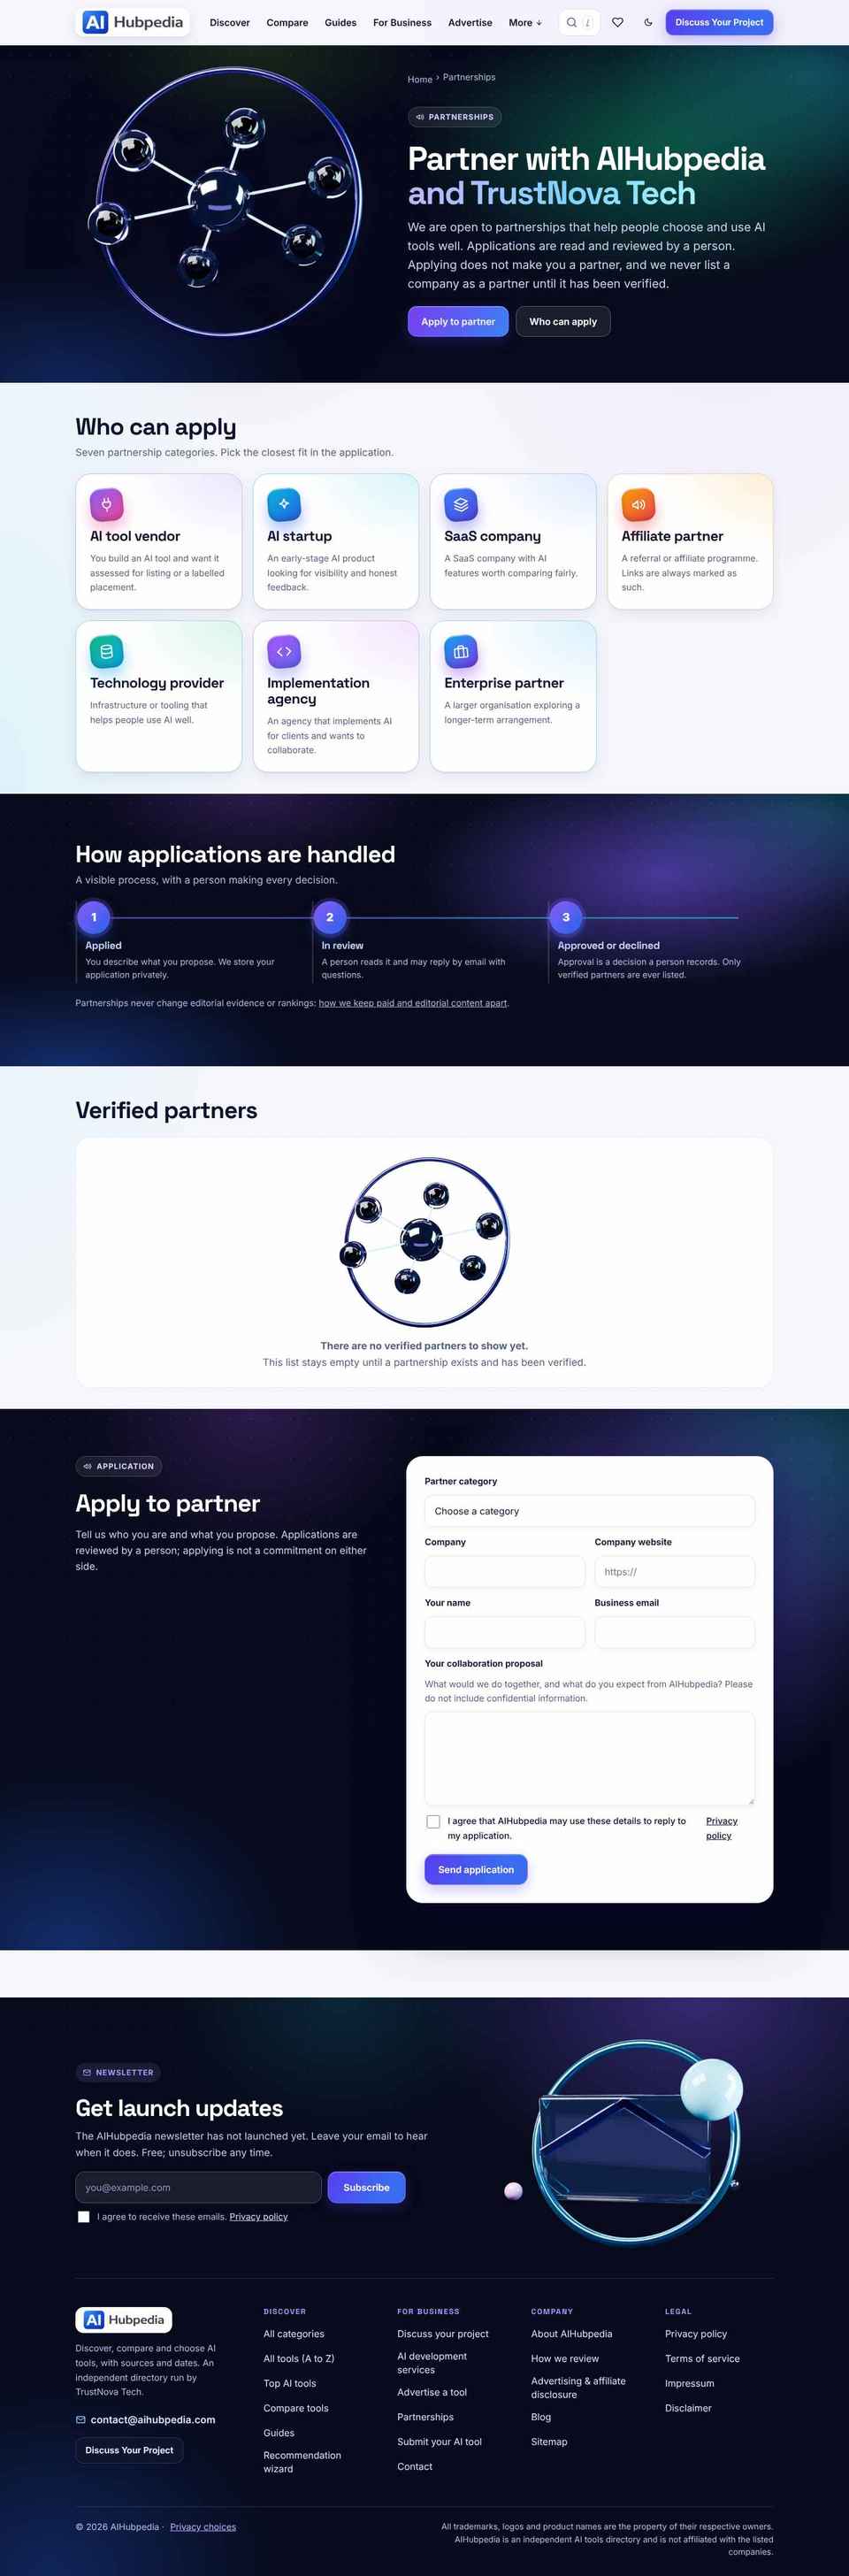 AI Hubpedia
Discover Compare Guides For Business Advertise More
Discuss Your Project
Home › Partnerships
PARTNERSHIPS
Partner with AIHubpedia
and TrustNova Tech
We are open to partnerships that help people choose and use AI
tools well. Applications are read and reviewed by a person.
Applying does not make you a partner, and we never list a
company as a partner until it has been verified.
Apply to partner
Who can apply
Who can apply
Seven partnership categories. Pick the closest fit in the application.
AI tool vendor
You build an AI tool and want it
assessed for listing or a labelled
placement.
AI startup
An early-stage AI product
looking for visibility and honest
feedback.
SaaS company
A SaaS company with AI
features worth comparing fairly.
Affiliate partner
A referral or affiliate programme.
Links are always marked as
such.
Technology provider
Infrastructure or tooling that
helps people use AI well.
Implementation
agency
An agency that implements AI
for clients and wants to
collaborate.
Enterprise partner
A larger organisation exploring a
longer-term arrangement.
How applications are handled
A visible process, with a person making every decision.
1
Applied
You describe what you propose. We store your
application privately.
2
In review
A person reads it and may reply by email with
questions.
3
Approved or declined
Approval is a decision a person records. Only
verified partners are ever listed.
Partnerships never change editorial evidence or rankings: how we keep paid and editorial content apart.
Verified partners
There are no verified partners to show yet.
This list stays empty until a partnership exists and has been verified.
APPLICATION
Apply to partner
Tell us who you are and what you propose. Applications are
reviewed by a person; applying is not a commitment on either
side.
Partner category
Choose a category
Company
Company website
https://
Your name
Business email
Your collaboration proposal
What would we do together, and what do you expect from AIHubpedia? Please
do not include confidential information.
I agree that AIHubpedia may use these details to reply to
my application.
Privacy
policy
Send application
NEWSLETTER
Get launch updates
The AIHubpedia newsletter has not launched yet. Leave your email to hear
when it does. Free; unsubscribe any time.
you@example.com
Subscribe
I agree to receive these emails. Privacy policy
AI Hubpedia
Discover, compare and choose AI
tools, with sources and dates. An
independent directory run by
TrustNova Tech.
contact@aihubpedia.com
Discuss Your Project
DISCOVER
All categories
All tools (A to Z)
Top AI tools
Compare tools
Guides
Recommendation
wizard
FOR BUSINESS
Discuss your project
AI development
services
Advertise a tool
Partnerships
Submit your AI tool
Contact
COMPANY
About AIHubpedia
How we review
Advertising & affiliate
disclosure
Blog
Sitemap
LEGAL
Privacy policy
Terms of service
Impressum
Disclaimer
© 2026 AIHubpedia · Privacy choices
All trademarks, logos and product names are the property of their respective owners.
AIHubpedia is an independent AI tools directory and is not affiliated with the listed
companies.